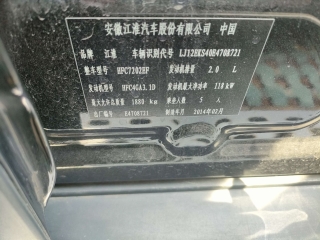 安徽江淮汽车股份有限公司 中国
品牌 江淮 车辆识别代号 LJ12EKS40E4708721
整车型号 HFC7202EF 发动机排量 2.0 L
发动机型号 HFC4GA3.1D 发动机最大净功率 118 kW
最大允许总质量 1880 kg 乘坐人数 5 人
出厂编号 E4708721 制造年月 2014年02月